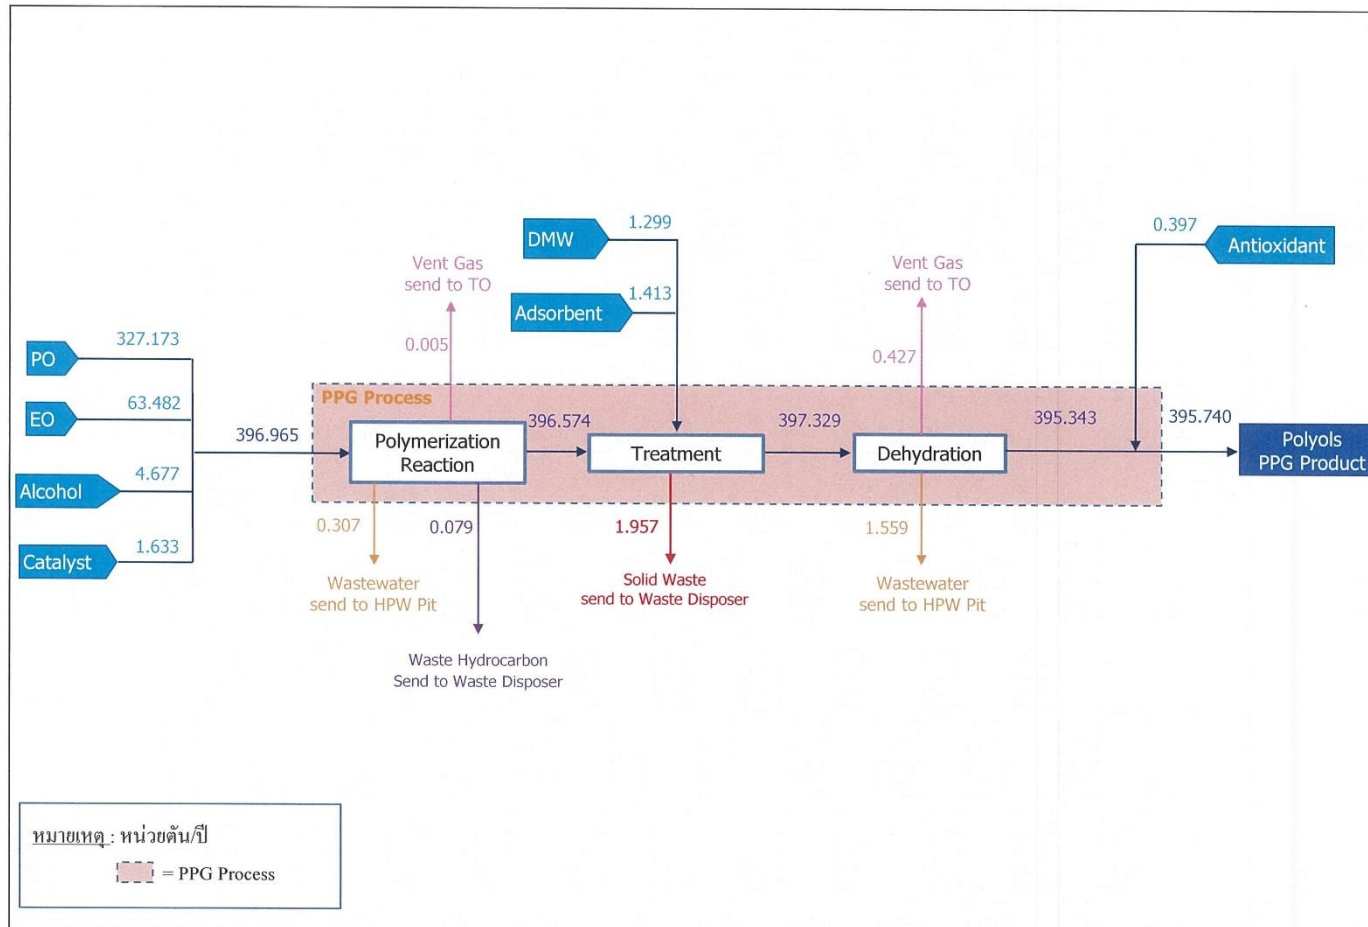 DMW
1.299
0.397
Antioxidant
Vent Gas
send to TO
Vent Gas
send to TO
Adsorbent
1.413
PO
327.173
0.005
0.427
EO
63.482
PPG Process
396.965
Polymerization
Reaction
396.574
Treatment
397.329
Dehydration
395.343
395.740
Polyols
PPG Product
Alcohol
4.677
0.307
0.079
1.957
1.559
Catalyst
1.633
Wastewater
send to HPW Pit
Solid Waste
send to Waste Disposer
Wastewater
send to HPW Pit
Waste Hydrocarbon
Send to Waste Disposer
หมายเหตุ : หน่วยตัน/ปี
= PPG Process